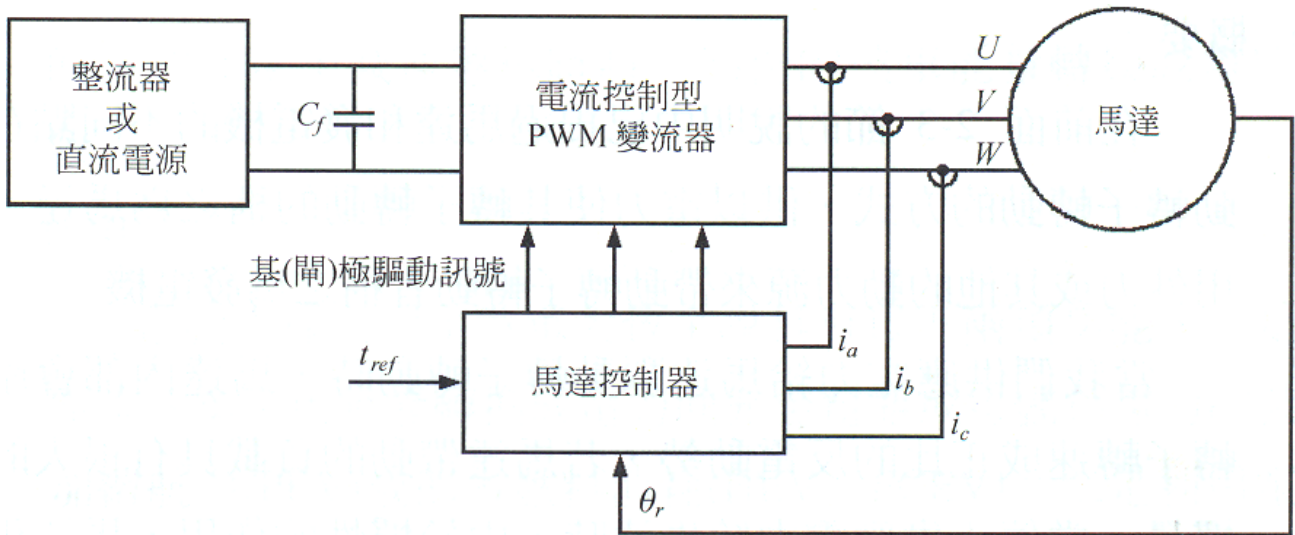 整流器
或
直流電源
C_f
電流控制型
PWM 變流器
U
V
W
馬達
基(閘)極驅動訊號
t_ref
馬達控制器
i_a
i_b
i_c
θ_r